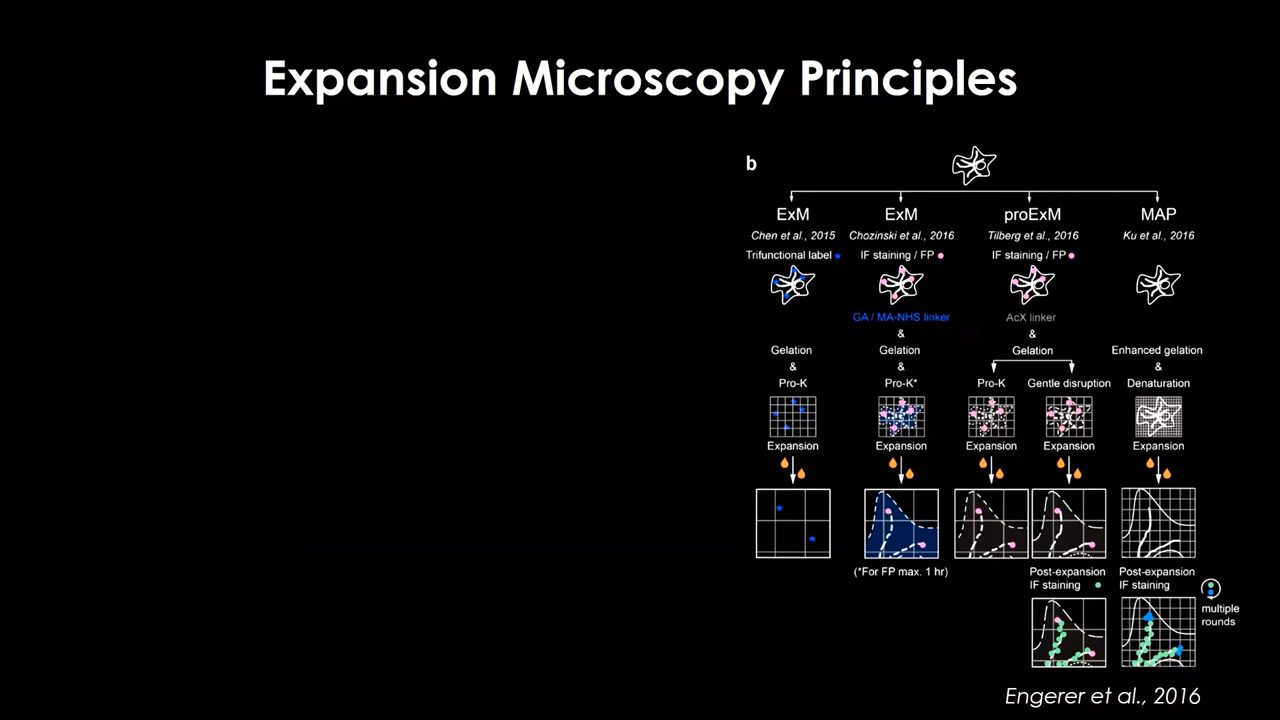 Expansion Microscopy Principles
b
ExM
Chen et al., 2015
Trifunctional label
Gelation
&
Pro-K
Expansion
ExM
Chozinski et al., 2016
IF staining / FP
GA / MA-NHS linker
&
Gelation
&
Pro-K*
Expansion
(*For FP max. 1 hr)
proExM
Tilberg et al., 2016
IF staining / FP
AcX linker
&
Gelation
Pro-K
Expansion
Gentle disruption
Expansion
Post-expansion
IF staining
MAP
Ku et al., 2016
Enhanced gelation
&
Denaturation
Expansion
Post-expansion
IF staining
multiple
rounds
Engerer et al., 2016